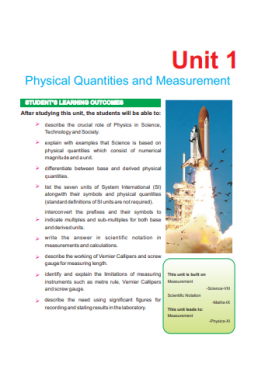 Unit 1
Physical Quantities and Measurement
STUDENT'S LEARNING OUTCOMES
After studying this unit, the students will be able to:
describe the crucial role of Physics in Science,
Technology and Society.
explain with examples that Science is based on
physical quantities which consist of numerical
magnitude and a unit.
differentiate between base and derived physical
quantities.
list the seven units of System International (SI)
alongwith their symbols and physical quantities
(standard definitions of SI units are not required).
interconvert the prefixes and their symbols to
indicate multiples and sub-multiples for both base
and derived units.
write the answer in scientific notation in
measurements and calculations.
describe the working of Vernier Callipers and screw
gauge for measuring length.
identify and explain the limitations of measuring
instruments such as metre rule, Vernier Callipers
and screw gauge.
describe the need using significant figures for
recording and stating results in the laboratory.
This unit is built on
Measurement
-Science-VIII
Scientific Notation
-Maths-IX
This unit leads to:
Measurement
-Physics-XI